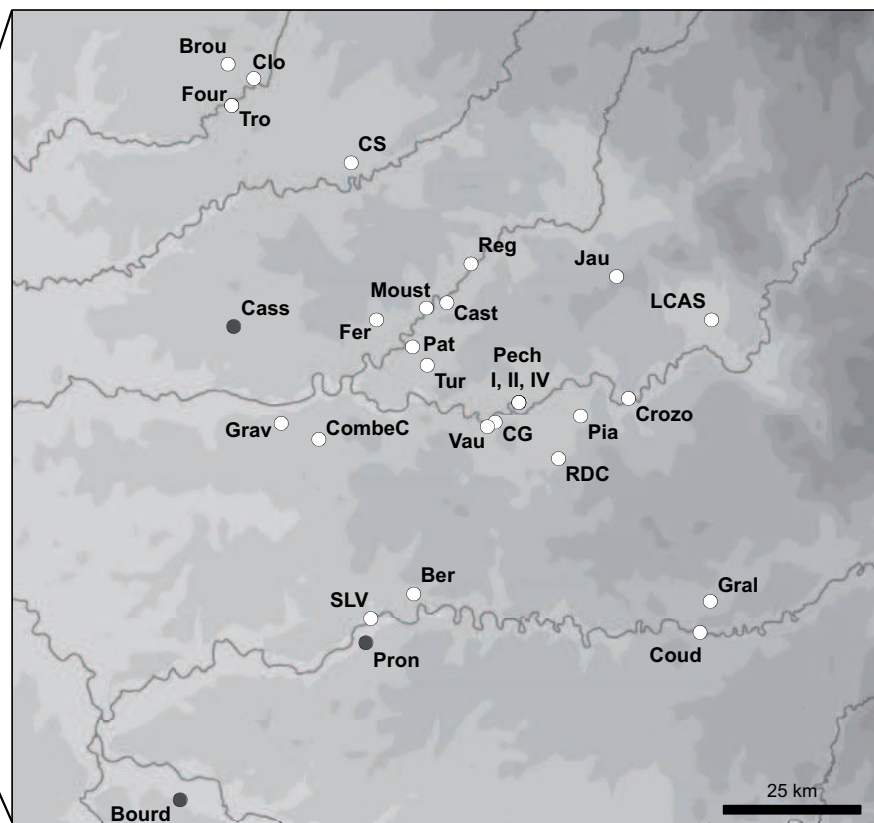 Brou
Clo
Four
Tro
CS
Reg
Jau
Moust
LCAS
Cass
Cast
Fer
Pat
Pech
I, II, IV
Tur
Crozo
Grav
CombeC
Vau
CG
Pia
RDC
Ber
Gral
SLV
Pron
Coud
25 km
Bourd